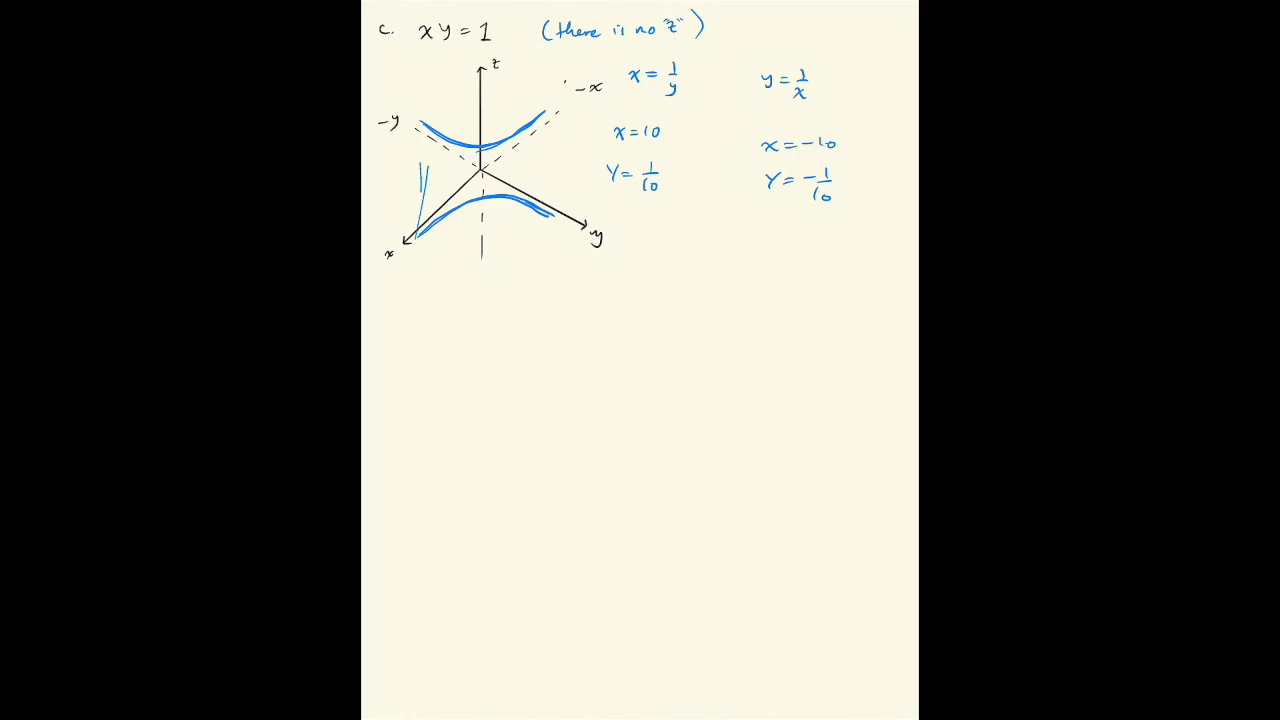 c. xy = 1 (there is no "z")
z
-x
-y
x
y
x = 1/y
y = 1/x
x = 10
y = 1/10
x = -10
y = -1/10